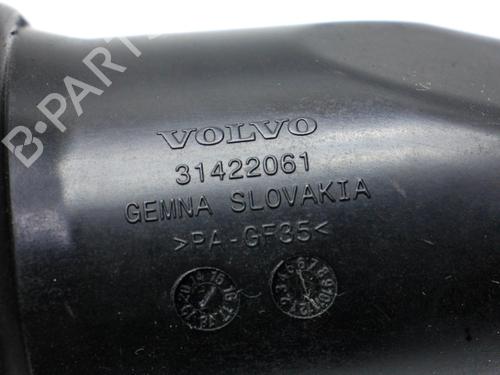 B-PARTS
VOLVO
31422061
GEMNA SLOVAKIA
>PA-GF35<